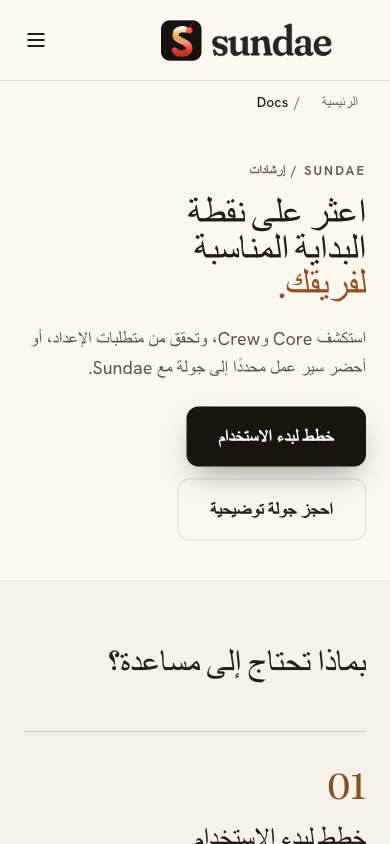 sundae
الرئيسية / Docs
SUNDAE / إرشادات
اعثر على نقطة
البداية المناسبة
لفريقك.
استكشف Core وCrew، وتحقق من متطلبات الإعداد، أو
أحضر سير عمل محددًا إلى جولة مع Sundae.
خطط لبدء الاستخدام
احجز جولة توضيحية
بماذا تحتاج إلى مساعدة؟
01
خطط لبدء الاستخدام